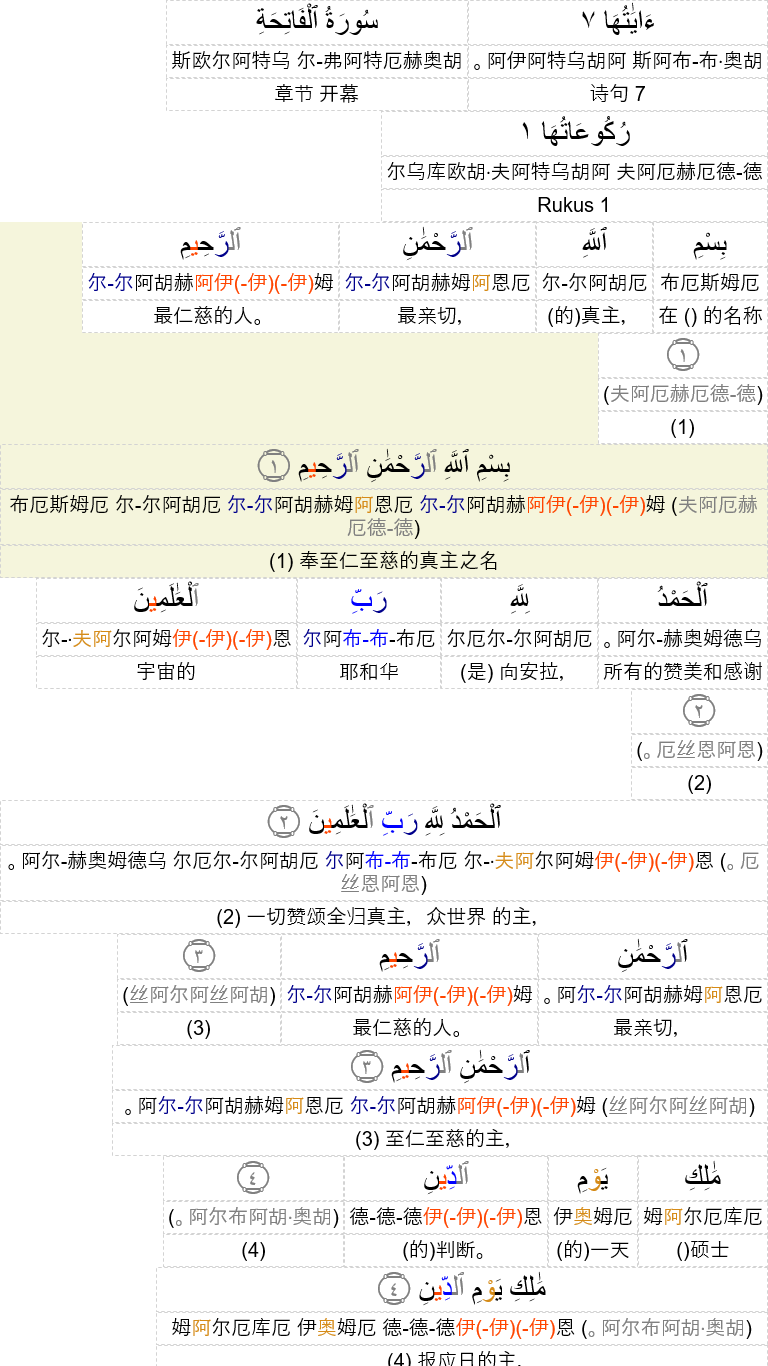 ءَايَٰتُهَا ٧ سُورَةُ ٱلْفَاتِحَةِ
。阿伊阿特乌胡阿 斯阿布-布·奥胡 斯欧尔阿特乌 尔-弗阿特厄赫奥胡
诗句 7 章节 开幕
رُكُوعَاتُهَا ١
尔乌库欧胡·夫阿特乌胡阿 夫阿厄赫厄德-德
Rukus 1
بِسْمِ ٱللَّهِ ٱلرَّحْمَٰنِ ٱلرَّحِيمِ
布厄斯姆厄 尔-尔阿胡厄 尔-尔阿胡赫姆阿恩厄 尔-尔阿胡赫阿伊(-伊)(-伊)姆
在 () 的名称 (的)真主， 最亲切， 最仁慈的人。
١
(夫阿厄赫厄德-德)
(1)
بِسْمِ ٱللَّهِ ٱلرَّحْمَٰنِ ٱلرَّحِيمِ ١
布厄斯姆厄 尔-尔阿胡厄 尔-尔阿胡赫姆阿恩厄 尔-尔阿胡赫阿伊(-伊)(-伊)姆 (夫阿厄赫
厄德-德)
(1) 奉至仁至慈的真主之名
ٱلْحَمْدُ لِلَّهِ رَبِّ ٱلْعَٰلَمِينَ
。阿尔-赫奥姆德乌 尔厄尔-尔阿胡厄 尔阿布-布-布厄 尔-·夫阿尔阿姆伊(-伊)(-伊)恩
所有的赞美和感谢 (是) 向安拉， 耶和华 宇宙的
٢
(。厄丝恩阿恩)
(2)
ٱلْحَمْدُ لِلَّهِ رَبِّ ٱلْعَٰلَمِينَ ٢
。阿尔-赫奥姆德乌 尔厄尔-尔阿胡厄 尔阿布-布-布厄 尔-·夫阿尔阿姆伊(-伊)(-伊)恩 (。厄
丝恩阿恩)
(2) 一切赞颂全归真主，众世界 的主，
ٱلرَّحْمَٰنِ ٱلرَّحِيمِ ٣
。阿尔-尔阿胡赫姆阿恩厄 尔-尔阿胡赫阿伊(-伊)(-伊)姆 (丝阿尔阿丝阿胡)
最亲切， 最仁慈的人。 (3)
ٱلرَّحْمَٰنِ ٱلرَّحِيمِ ٣
。阿尔-尔阿胡赫姆阿恩厄 尔-尔阿胡赫阿伊(-伊)(-伊)姆 (丝阿尔阿丝阿胡)
(3) 至仁至慈的主，
مَٰلِكِ يَوْمِ ٱلدِّينِ ٤
姆阿尔厄库厄 伊奥姆厄 德-德-德伊(-伊)(-伊)恩 (。阿尔布阿胡·奥胡)
()硕士 (的)一天 (的)判断。 (4)
مَٰلِكِ يَوْمِ ٱلدِّينِ ٤
姆阿尔厄库厄 伊奥姆厄 德-德-德伊(-伊)(-伊)恩 (。阿尔布阿胡·奥胡)
(4) 报应日的主，